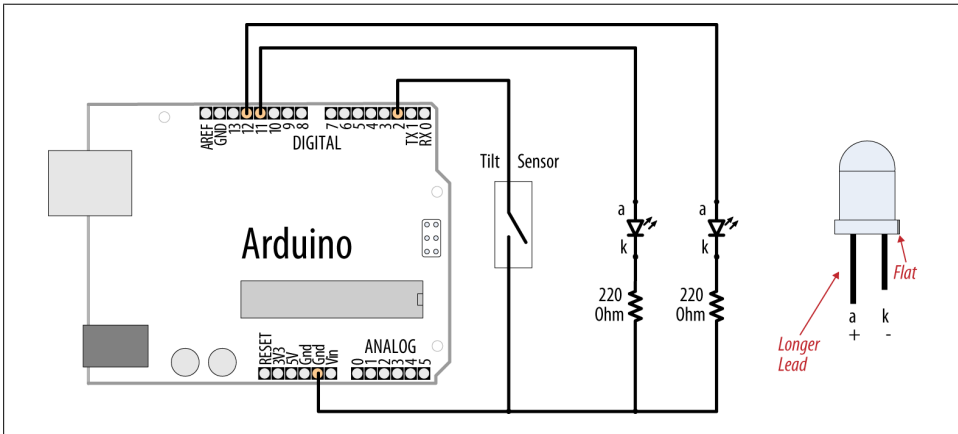 AREF
GND
13
12
11
10
9
8
7
6
5
4
3
2
TX 1
RX 0
DIGITAL
Tilt Sensor
Arduino
a
k
220
Ohm
a
k
220
Ohm
RESET
3V3
5V
Gnd
Gnd
Vin
ANALOG
0
1
2
3
4
5
Flat
a
+
k
-
Longer
Lead